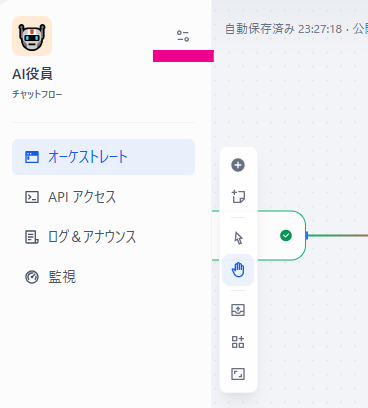 自動保存済み 23:27:18 · 公開
AI役員
チャットフロー
オーケストレート
API アクセス
ログ＆アナウンス
監視